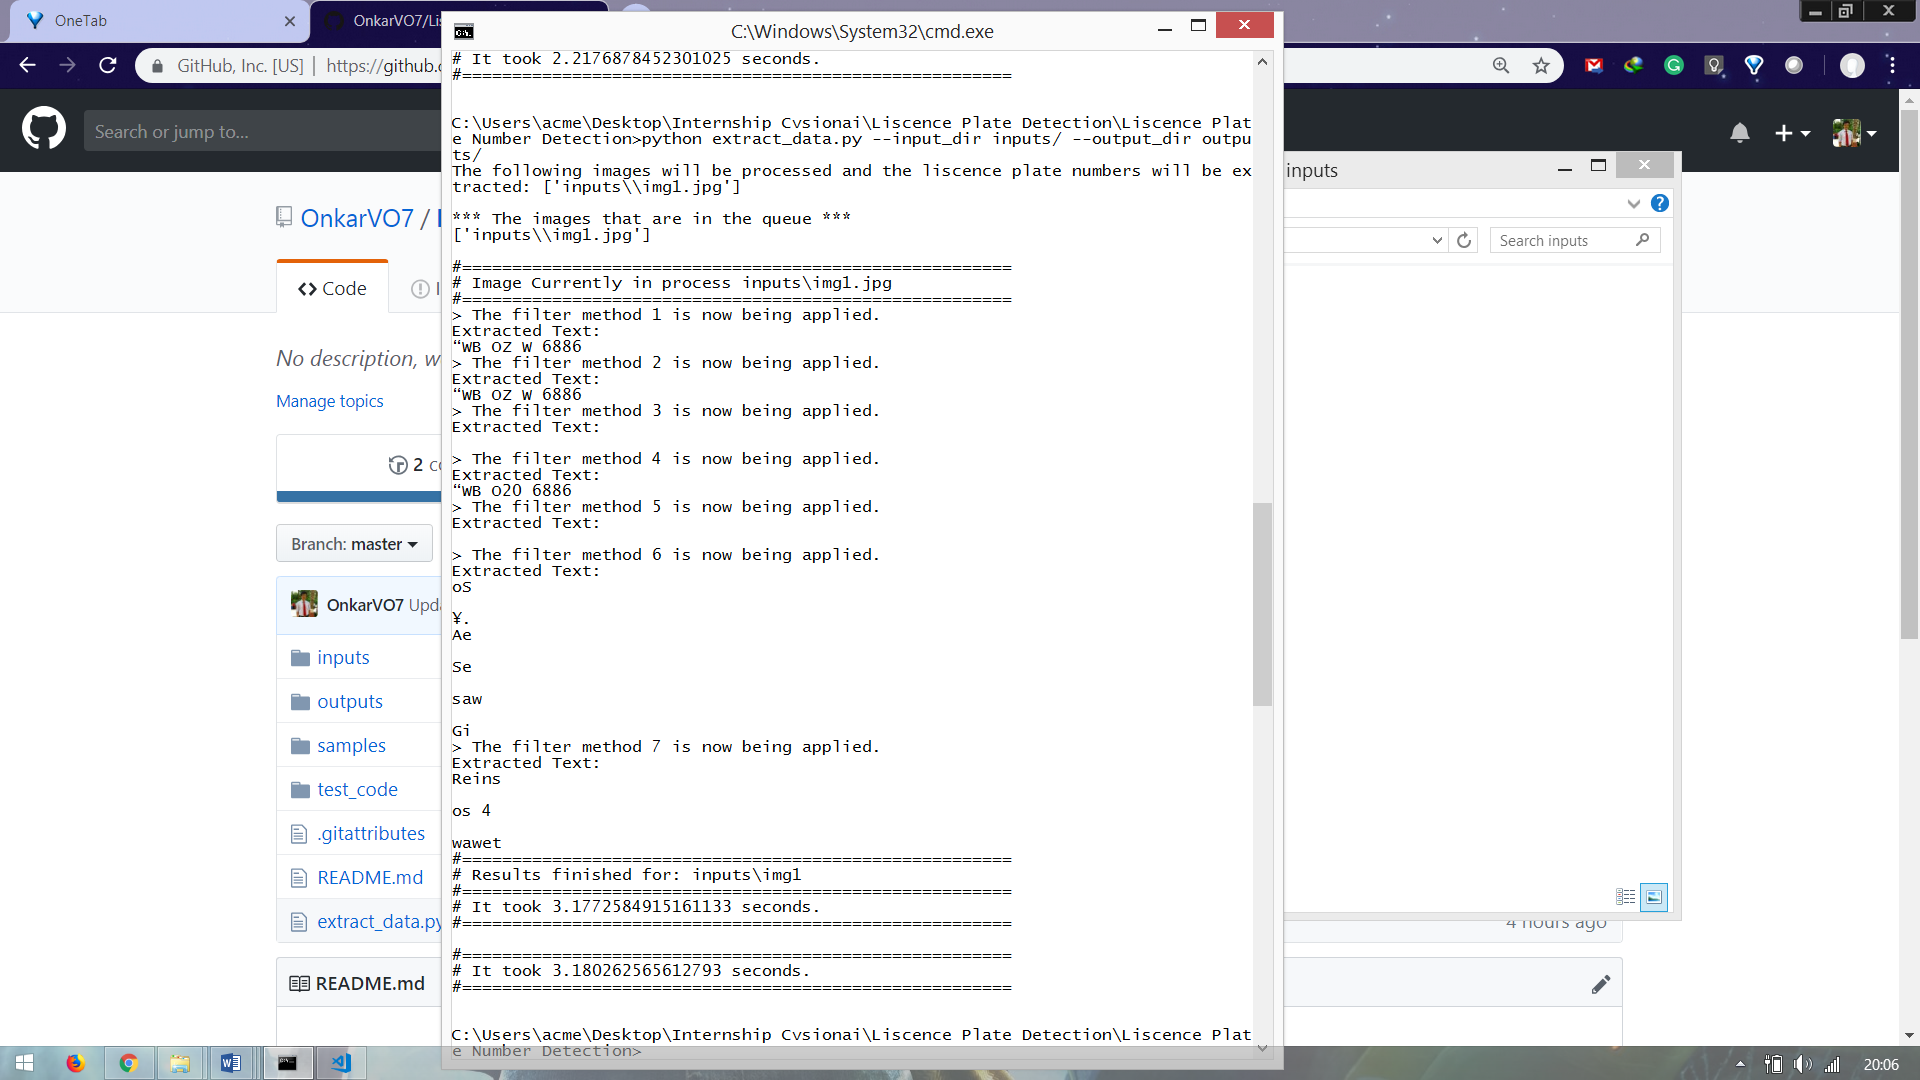 OneTab
OnkarVO7/Lis
C:\Windows\System32\cmd.exe
GitHub, Inc. [US] | https://github.c
Search or jump to...
inputs
Search inputs
OnkarVO7 /
Code
No description, w
Manage topics
2 co
Branch: master
OnkarVO7 Upda
inputs
outputs
samples
test_code
.gitattributes
README.md
extract_data.py
4 hours ago
README.md
# It took 2.2176878452301025 seconds.
#=======================================================
C:\Users\acme\Desktop\Internship Cvsionai\Liscence Plate Detection\Liscence Plat
e Number Detection>python extract_data.py --input_dir inputs/ --output_dir outpu
ts/
The following images will be processed and the liscence plate numbers will be ex
tracted: ['inputs\\img1.jpg']
*** The images that are in the queue ***
['inputs\\img1.jpg']
#=======================================================
# Image Currently in process inputs\img1.jpg
#=======================================================
> The filter method 1 is now being applied.
Extracted Text:
“WB OZ W 6886
> The filter method 2 is now being applied.
Extracted Text:
“WB OZ W 6886
> The filter method 3 is now being applied.
Extracted Text:
> The filter method 4 is now being applied.
Extracted Text:
“WB O2O 6886
> The filter method 5 is now being applied.
Extracted Text:
> The filter method 6 is now being applied.
Extracted Text:
oS
¥.
Ae
Se
saw
Gi
> The filter method 7 is now being applied.
Extracted Text:
Reins
os 4
wawet
#=======================================================
# Results finished for: inputs\img1
#=======================================================
# It took 3.1772584915161133 seconds.
#=======================================================
#=======================================================
# It took 3.180262565612793 seconds.
#=======================================================
C:\Users\acme\Desktop\Internship Cvsionai\Liscence Plate Detection\Liscence Plat
e Number Detection>
20:06